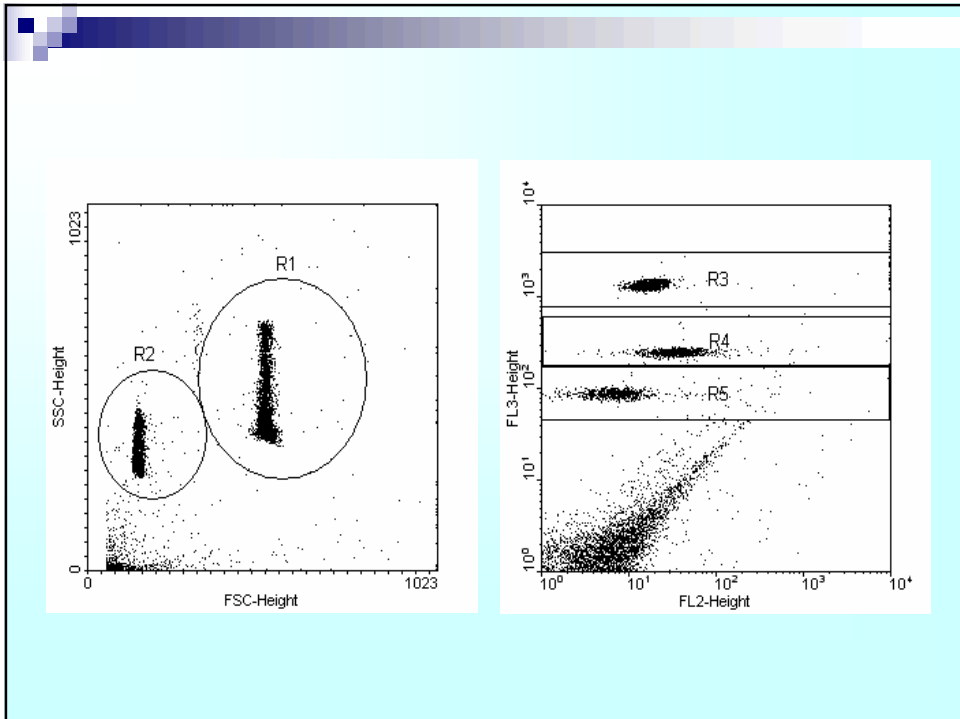 1023
R1
R2
SSC-Height
0
0
1023
FSC-Height
10⁴
R3
10³
R4
10²
FL3-Height
R5
10¹
10⁰
10⁰
10¹
10²
10³
10⁴
FL2-Height